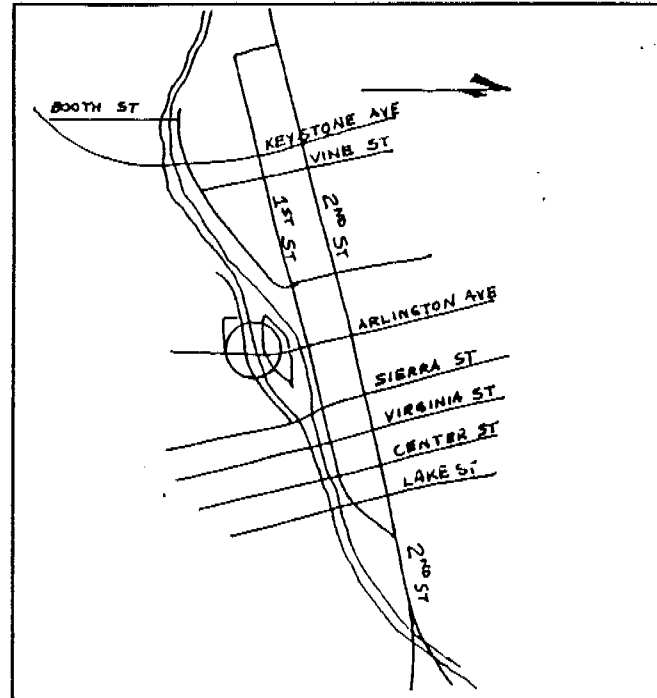 BOOTH ST
KEYSTONE AVE
VINE ST
1ST ST
2ND ST
ARLINGTON AVE
SIERRA ST
VIRGINIA ST
CENTER ST
LAKE ST
2ND ST